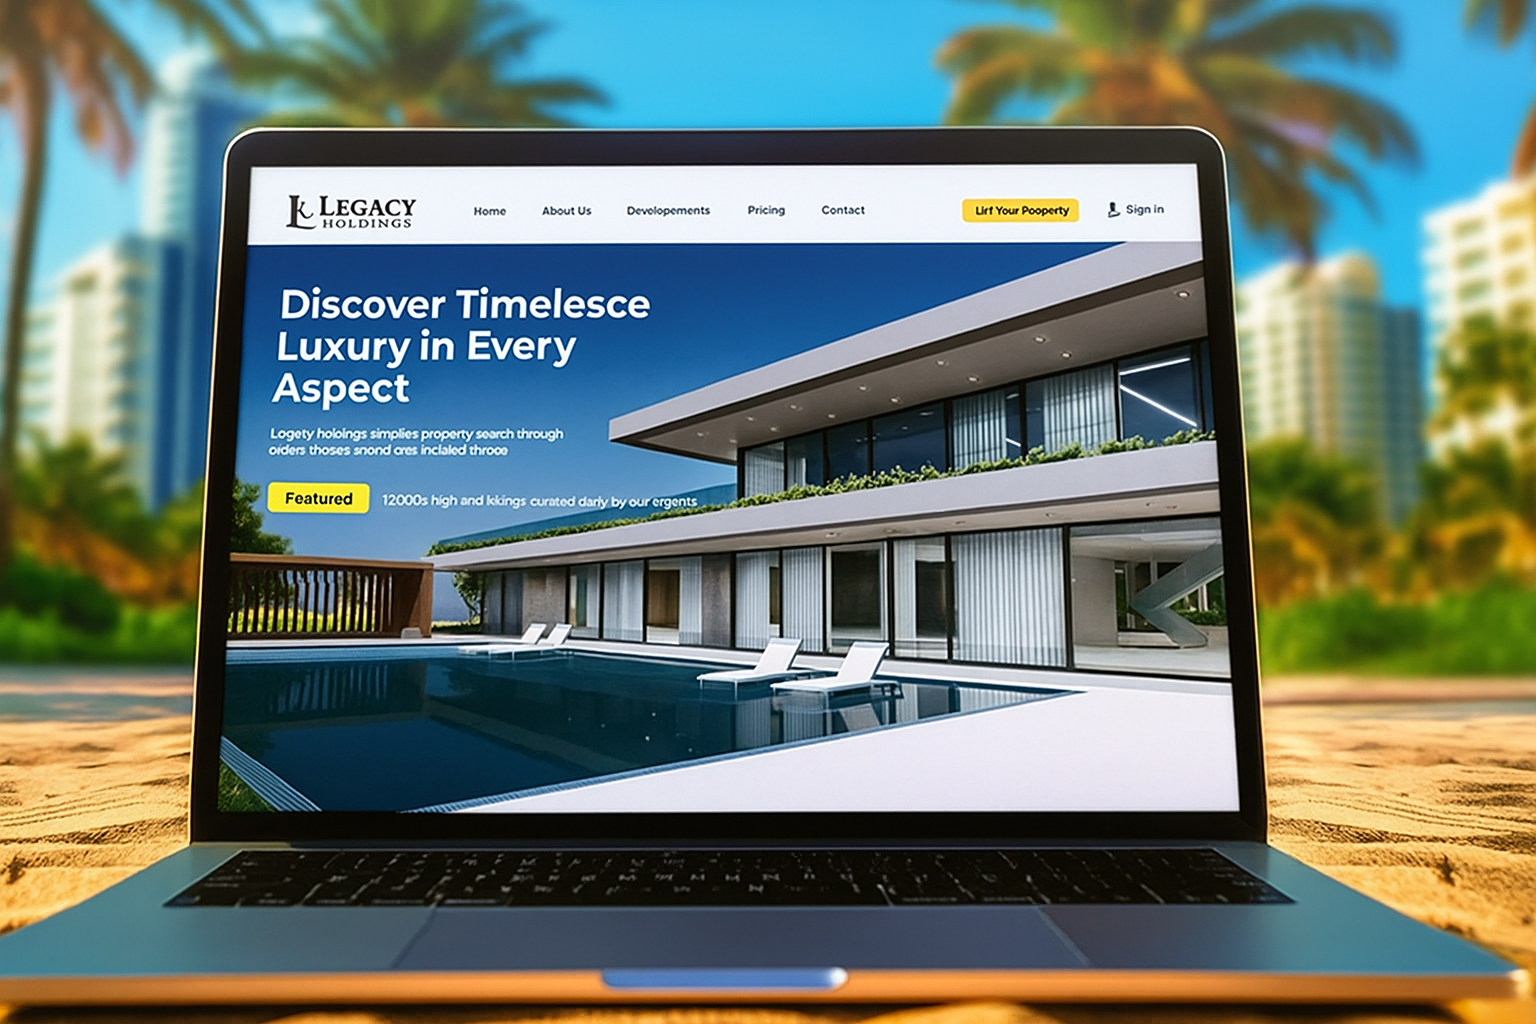 LEGACY
HOLDINGS
Home
About Us
Developements
Pricing
Contact
Lirf Your Pooperty
Sign in
Discover Timelesce
Luxury in Every
Aspect
Logety holoings simplies property search through
oiders thoses snond cres inclaled throoe
Featured
12000s high and lekings curated darly by our ergents